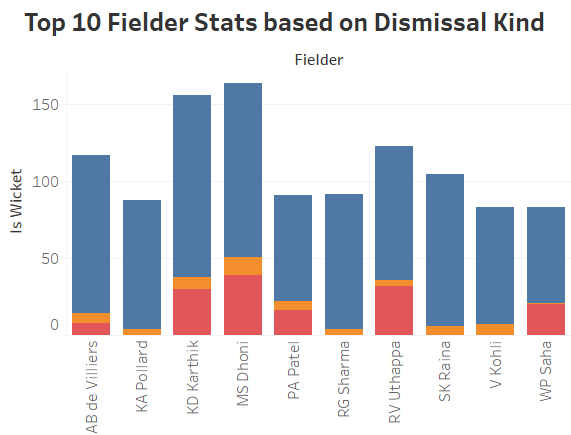 Top 10 Fielder Stats based on Dismissal Kind
Fielder
Is Wicket
150
100
50
0
AB de Villiers
KA Pollard
KD Karthik
MS Dhoni
PA Patel
RG Sharma
RV Uthappa
SK Raina
V Kohli
WP Saha